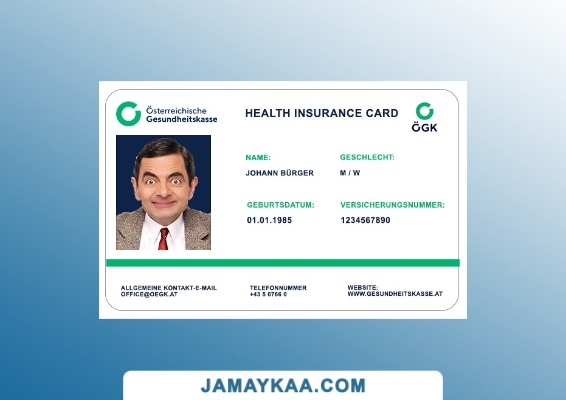 Österreichische
Gesundheitskasse
HEALTH INSURANCE CARD
ÖGK
NAME:
GESCHLECHT:
JOHANN BÜRGER
M / W
GEBURTSDATUM:
VERSICHERUNGSNUMMER:
01.01.1985
1234567890
ALLGEMEINE KONTAKT-E-MAIL
OFFICE@OEGK.AT
TELEFONNUMMER
+43 5 0766 0
WEBSITE:
WWW.GESUNDHEITSKASSE.AT
JAMAYKAA.COM